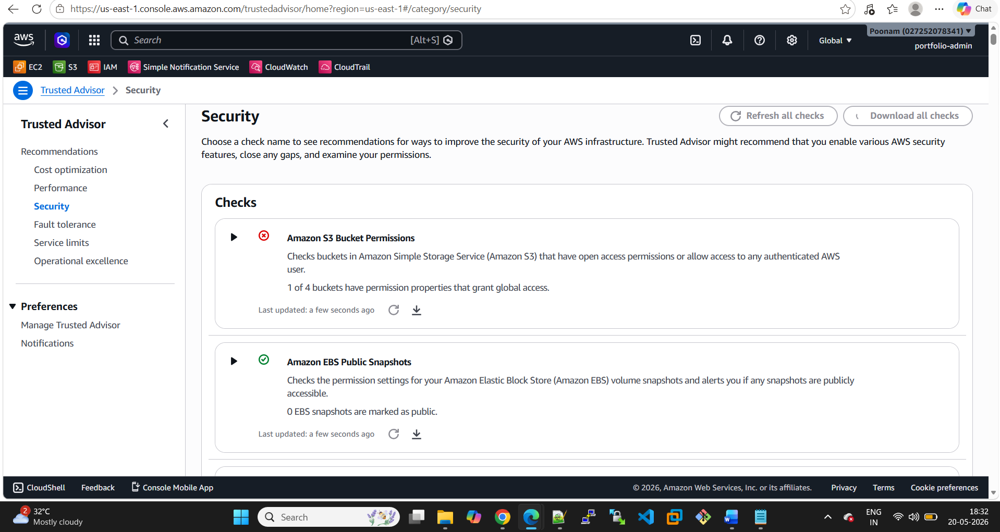 https://us-east-1.console.aws.amazon.com/trustedadvisor/home?region=us-east-1#/category/security
Chat
aws
Search
[Alt+S]
Global
Poonam (027252078341)
portfolio-admin
EC2
S3
IAM
Simple Notification Service
CloudWatch
CloudTrail
Trusted Advisor
Security
Trusted Advisor
Recommendations
Cost optimization
Performance
Security
Fault tolerance
Service limits
Operational excellence
Preferences
Manage Trusted Advisor
Notifications
Security
Refresh all checks
Download all checks
Choose a check name to see recommendations for ways to improve the security of your AWS infrastructure. Trusted Advisor might recommend that you enable various AWS security
features, close any gaps, and examine your permissions.
Checks
Amazon S3 Bucket Permissions
Checks buckets in Amazon Simple Storage Service (Amazon S3) that have open access permissions or allow access to any authenticated AWS
user.
1 of 4 buckets have permission properties that grant global access.
Last updated: a few seconds ago
Amazon EBS Public Snapshots
Checks the permission settings for your Amazon Elastic Block Store (Amazon EBS) volume snapshots and alerts you if any snapshots are publicly
accessible.
0 EBS snapshots are marked as public.
Last updated: a few seconds ago
CloudShell
Feedback
Console Mobile App
© 2026, Amazon Web Services, Inc. or its affiliates.
Privacy
Terms
Cookie preferences
2
32°C
Mostly cloudy
Search
ENG
IN
18:32
20-05-2026